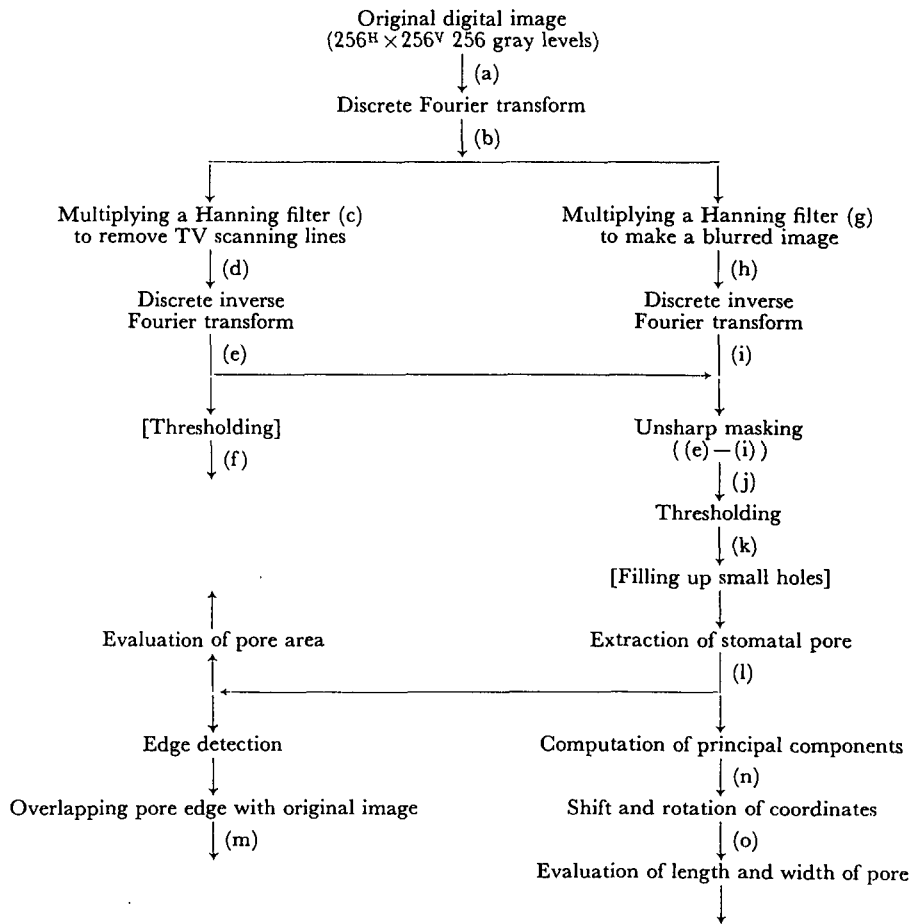 Original digital image
(256ᴴ×256ⱽ 256 gray levels)
(a)
Discrete Fourier transform
(b)
Multiplying a Hanning filter (c)
to remove TV scanning lines
(d)
Discrete inverse
Fourier transform
(e)
[Thresholding]
(f)
Multiplying a Hanning filter (g)
to make a blurred image
(h)
Discrete inverse
Fourier transform
(i)
Unsharp masking
((e)−(i))
(j)
Thresholding
(k)
[Filling up small holes]
Extraction of stomatal pore
(l)
Evaluation of pore area
Edge detection
Overlapping pore edge with original image
(m)
Computation of principal components
(n)
Shift and rotation of coordinates
(o)
Evaluation of length and width of pore